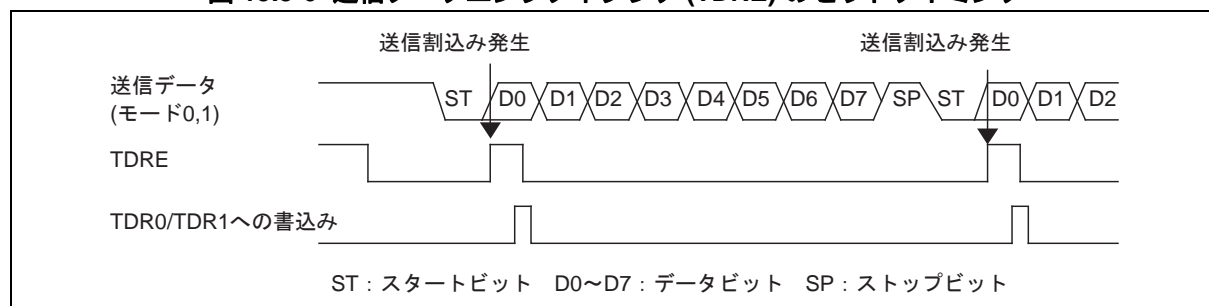 送信割込み発生 送信割込み発生
送信データ
(モード0,1)
ST D0 D1 D2 D3 D4 D5 D6 D7 SP ST D0 D1 D2
TDRE
TDR0/TDR1への書込み
ST：スタートビット D0～D7：データビット SP：ストップビット